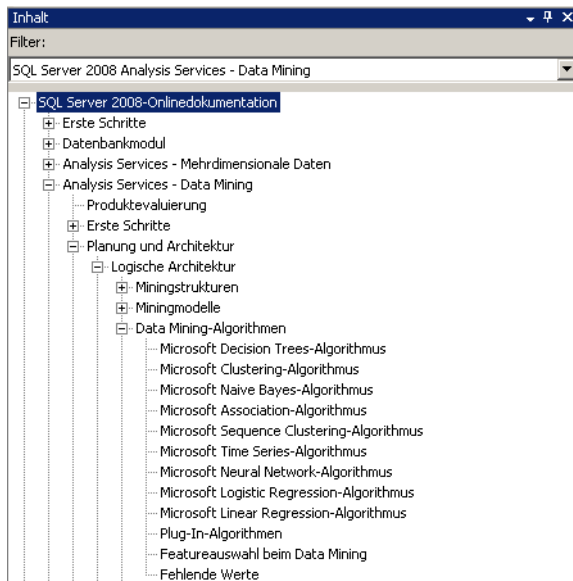 Inhalt
Filter:
SQL Server 2008 Analysis Services - Data Mining
SQL Server 2008-Onlinedokumentation
Erste Schritte
Datenbankmodul
Analysis Services - Mehrdimensionale Daten
Analysis Services - Data Mining
Produktevaluierung
Erste Schritte
Planung und Architektur
Logische Architektur
Miningstrukturen
Miningmodelle
Data Mining-Algorithmen
Microsoft Decision Trees-Algorithmus
Microsoft Clustering-Algorithmus
Microsoft Naive Bayes-Algorithmus
Microsoft Association-Algorithmus
Microsoft Sequence Clustering-Algorithmus
Microsoft Time Series-Algorithmus
Microsoft Neural Network-Algorithmus
Microsoft Logistic Regression-Algorithmus
Microsoft Linear Regression-Algorithmus
Plug-In-Algorithmen
Featureauswahl beim Data Mining
Fehlende Werte